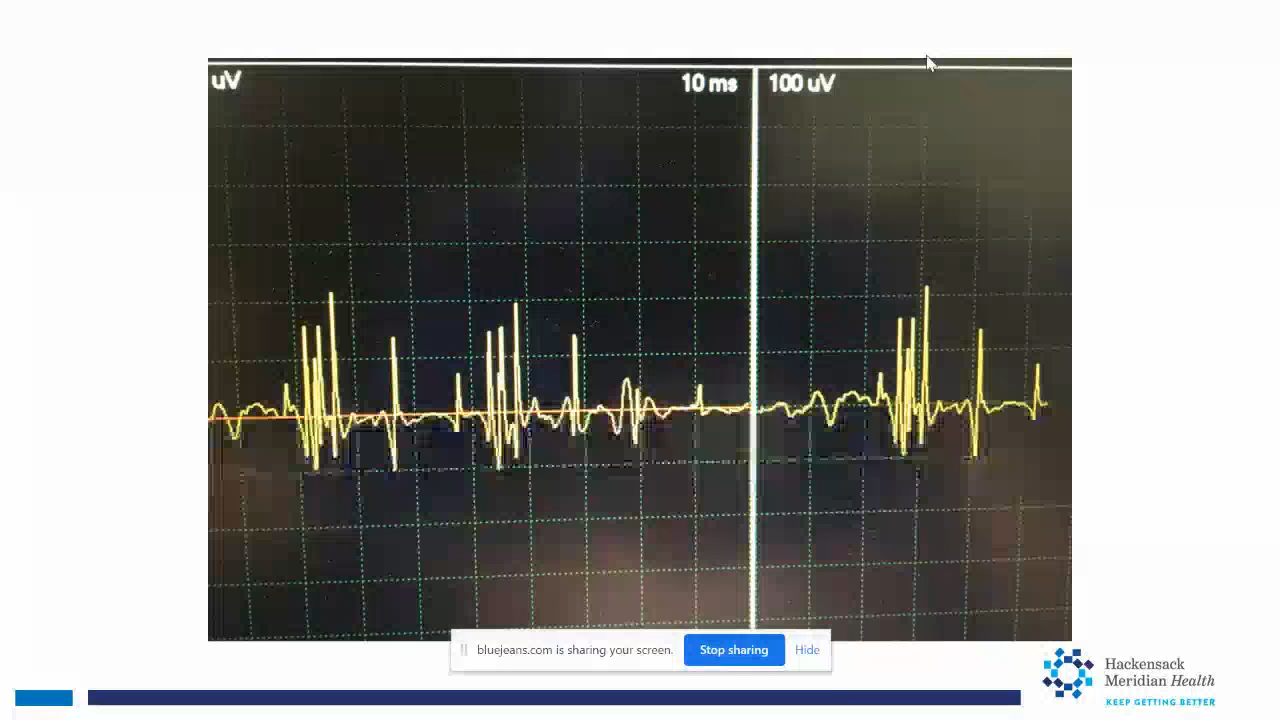 uV
10 ms
100 uV
bluejeans.com is sharing your screen.
Stop sharing
Hide
Hackensack
Meridian Health
KEEP GETTING BETTER